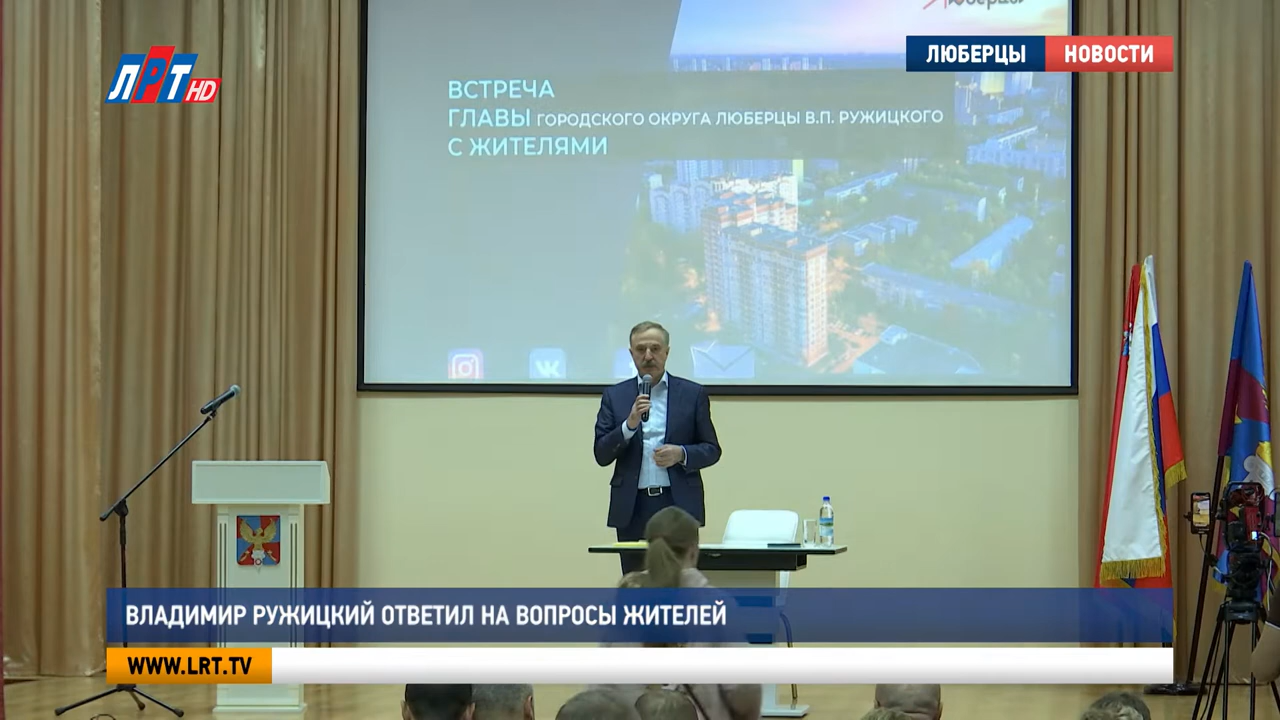 Люберцы
ЛРТ HD
ЛЮБЕРЦЫ НОВОСТИ
ВСТРЕЧА
ГЛАВЫ ГОРОДСКОГО ОКРУГА ЛЮБЕРЦЫ В.П. РУЖИЦКОГО
С ЖИТЕЛЯМИ
ВЛАДИМИР РУЖИЦКИЙ ОТВЕТИЛ НА ВОПРОСЫ ЖИТЕЛЕЙ
WWW.LRT.TV